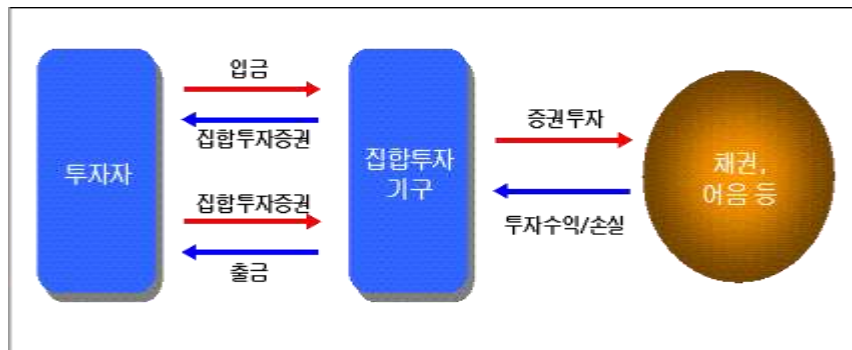 입금
집합투자증권
투자자
집합투자증권
출금
집합투자
기구
증권투자
투자수익/손실
채권,
어음 등